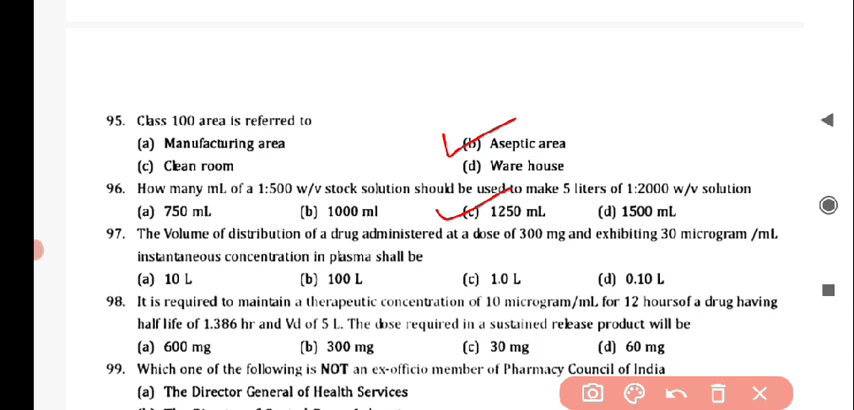 95. Class 100 area is referred to
(a) Manufacturing area (b) Aseptic area
(c) Clean room (d) Ware house
96. How many mL of a 1:500 w/v stock solution should be used to make 5 liters of 1:2000 w/v solution
(a) 750 mL (b) 1000 ml (c) 1250 mL (d) 1500 mL
97. The Volume of distribution of a drug administered at a dose of 300 mg and exhibiting 30 microgram /mL
instantaneous concentration in plasma shall be
(a) 10 L (b) 100 L (c) 1.0 L (d) 0.10 L
98. It is required to maintain a therapeutic concentration of 10 microgram/mL for 12 hoursof a drug having
half life of 1.386 hr and Vd of 5 L. The dose required in a sustained release product will be
(a) 600 mg (b) 300 mg (c) 30 mg (d) 60 mg
99. Which one of the following is NOT an ex-officio member of Pharmacy Council of India
(a) The Director General of Health Services